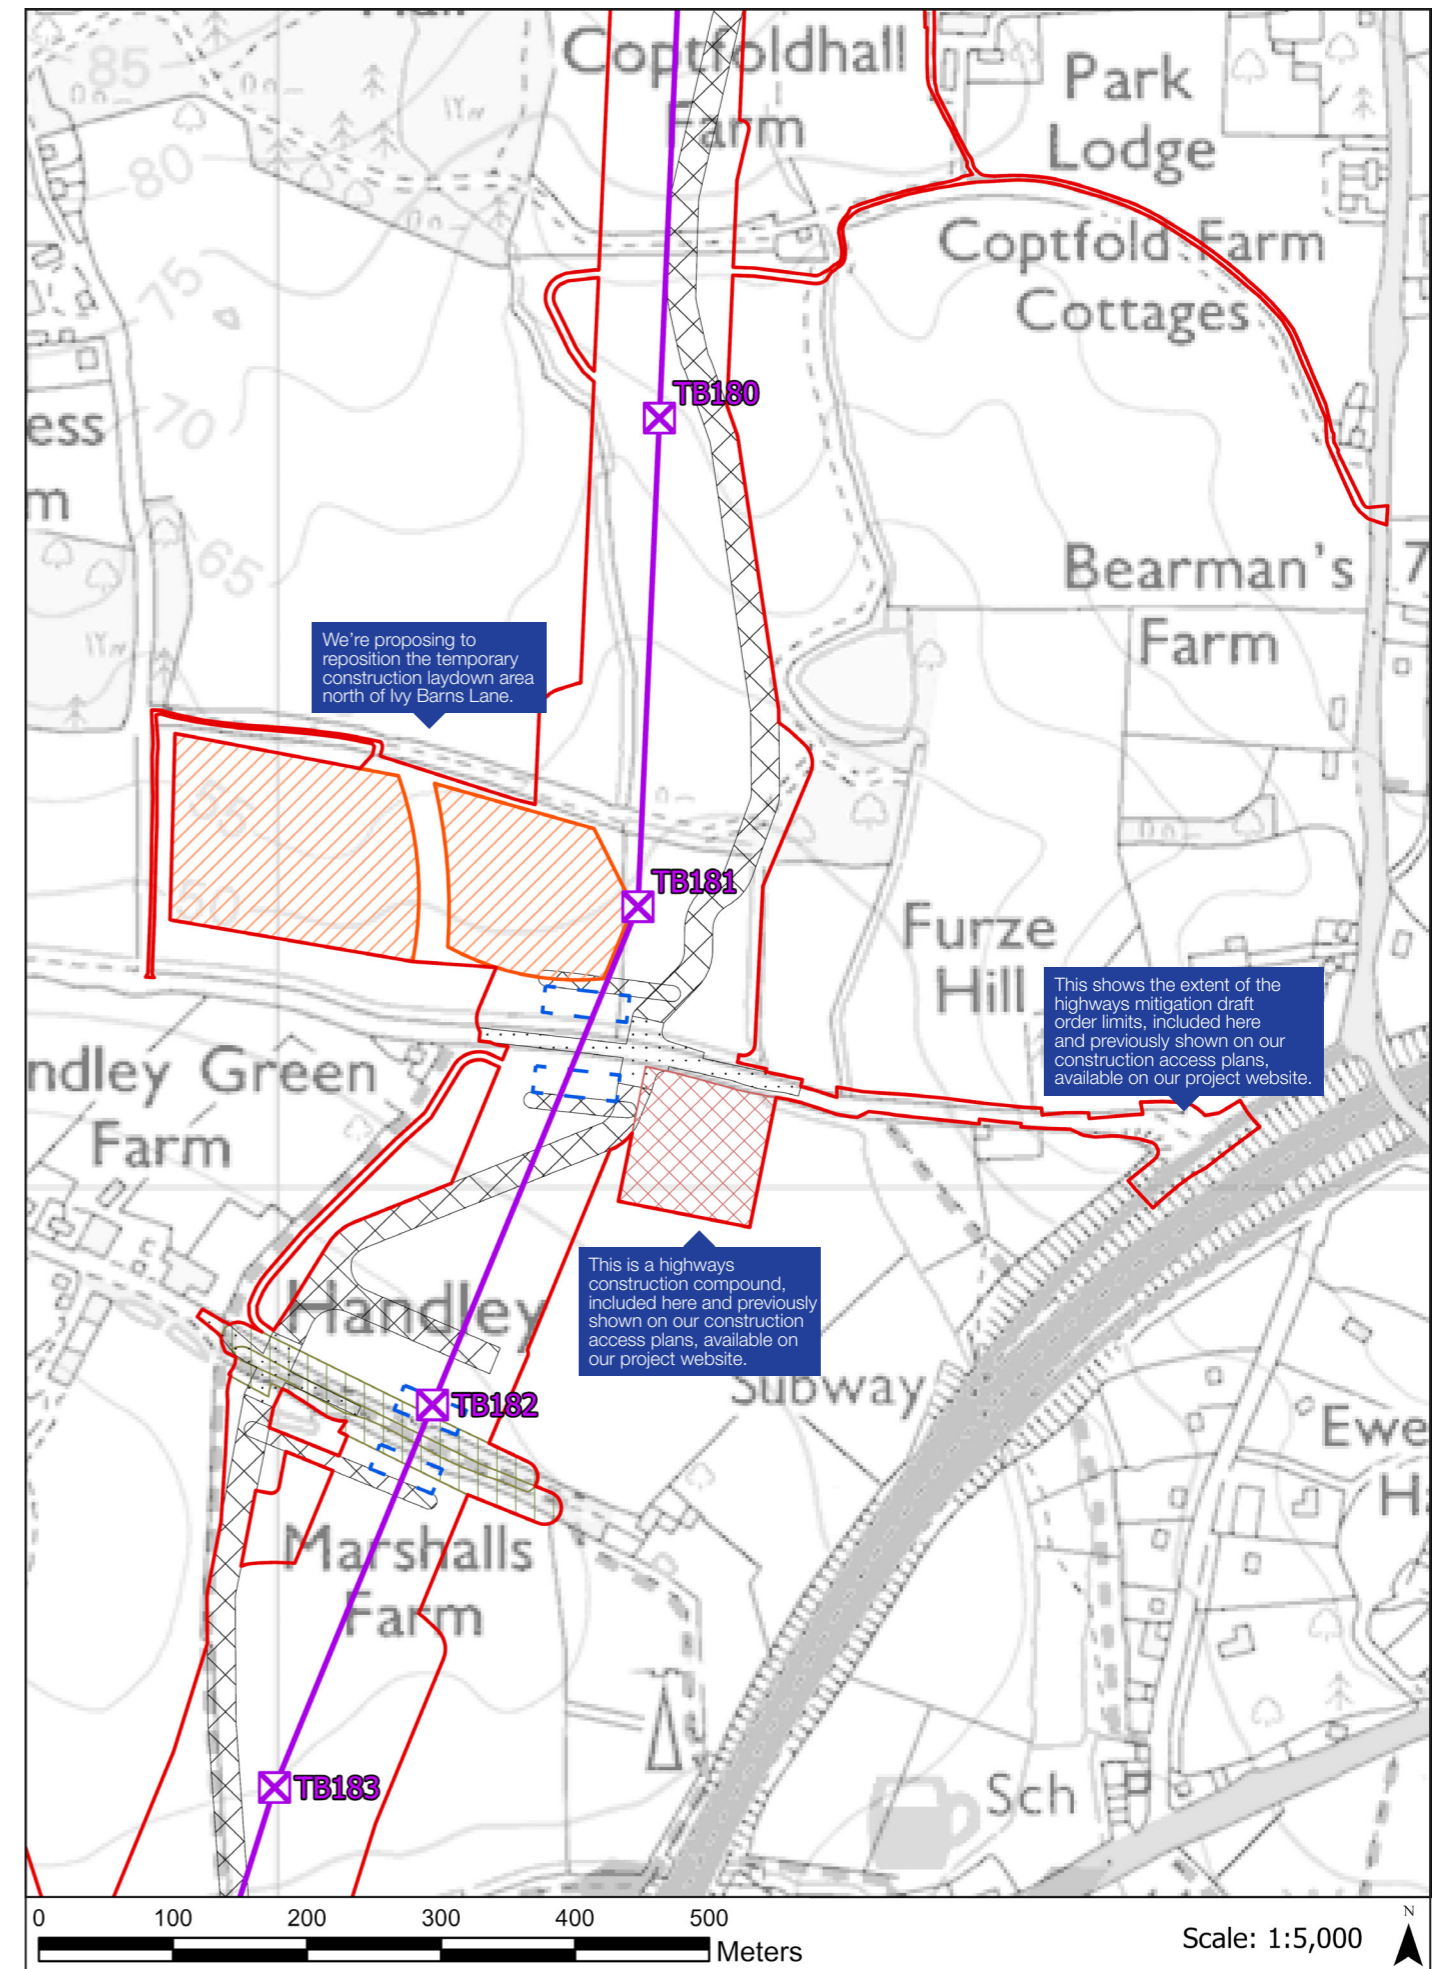 85
Coptfoldhall
Farm
Park
Lodge
80
Coptfold Farm
Cottages
75
TB180
70
ess
m
65
Bearman's
Farm
7
We're proposing to
reposition the temporary
construction laydown area
north of Ivy Barns Lane.
55
50
TB181
Furze
Hill
This shows the extent of the
highways mitigation draft
order limits, included here
and previously shown on our
construction access plans,
available on our project website.
ndley Green
Farm
This is a highways
construction compound,
included here and previously
shown on our construction
access plans, available on
our project website.
Handley
Subway
TB182
Ewe
H
Marshalls
Farm
TB183
Sch
0 100 200 300 400 500
Meters
Scale: 1:5,000
N